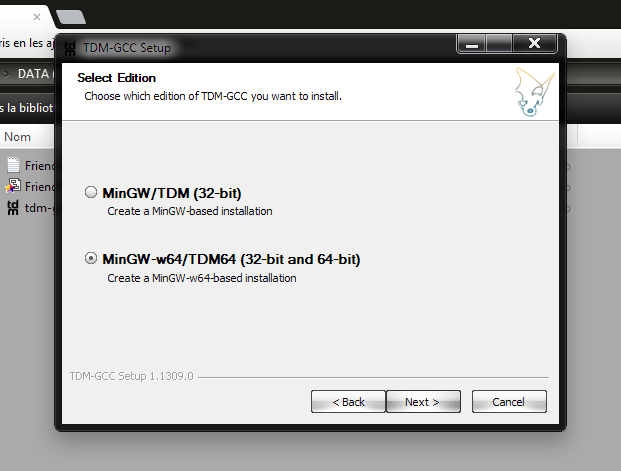 ris en les aj
TDM-GCC Setup
DATA (
s la bibliot
Select Edition
Choose which edition of TDM-GCC you want to install.
Nom
Friend
Friend
tdm-g
MinGW/TDM (32-bit)
Create a MinGW-based installation
MinGW-w64/TDM64 (32-bit and 64-bit)
Create a MinGW-w64-based installation
TDM-GCC Setup 1.1309.0
< Back
Next >
Cancel